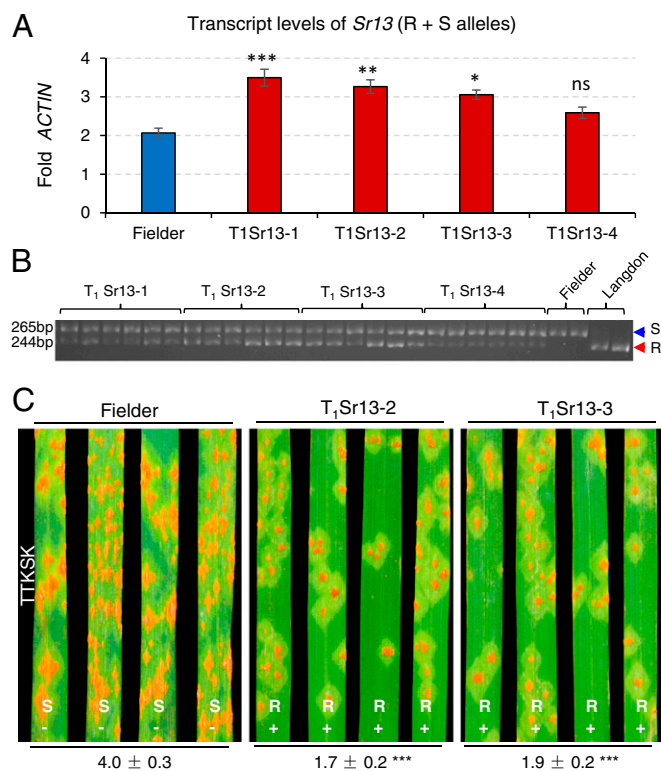 A
Transcript levels of Sr13 (R + S alleles)
Fold ACTIN
4
3
2
1
0
***
**
*
ns
Fielder T1Sr13-1 T1Sr13-2 T1Sr13-3 T1Sr13-4
B
T₁ Sr13-1 T₁ Sr13-2 T₁ Sr13-3 T₁ Sr13-4 Fielder Langdon
265bp S
244bp R
C
Fielder T₁Sr13-2 T₁Sr13-3
TTKSK
S S S S R R R R R R R R
- - - - + + + + + + + +
4.0 ± 0.3 1.7 ± 0.2 *** 1.9 ± 0.2 ***